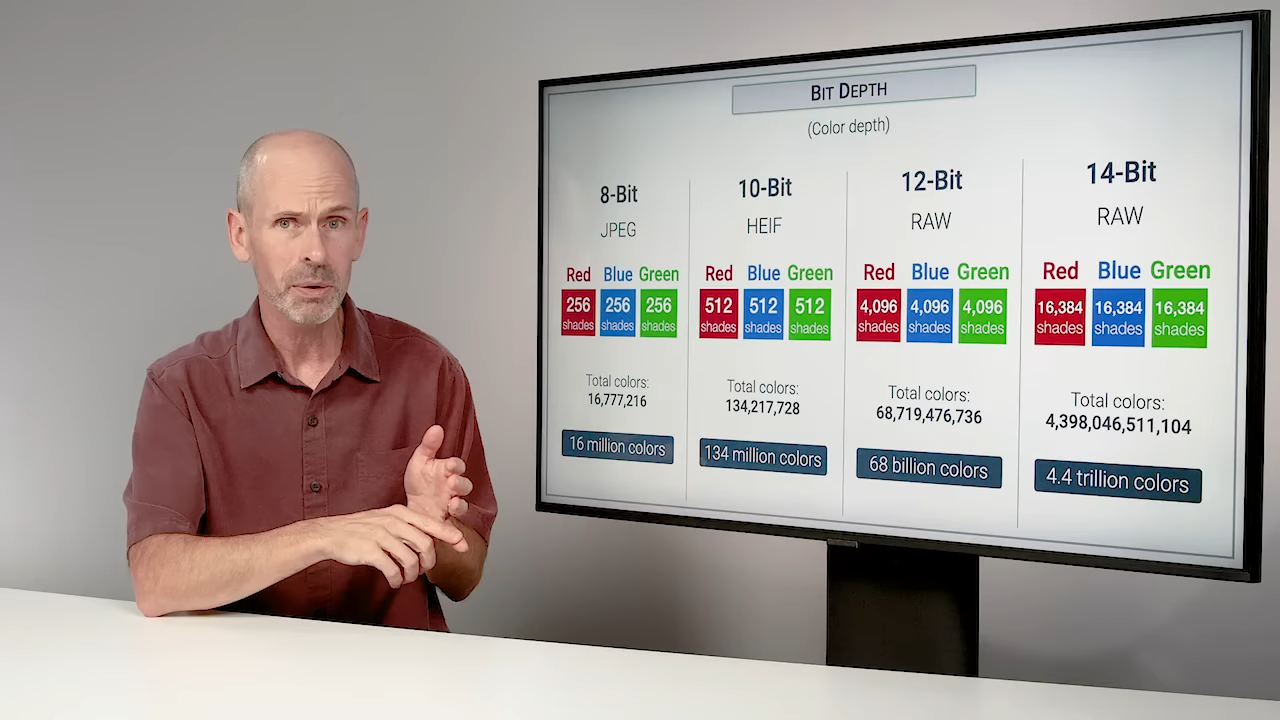 BIT DEPTH
(Color depth)
8-Bit
JPEG
Red Blue Green
256 256 256
shades shades shades
Total colors:
16,777,216
16 million colors
10-Bit
HEIF
Red Blue Green
512 512 512
shades shades shades
Total colors:
134,217,728
134 million colors
12-Bit
RAW
Red Blue Green
4,096 4,096 4,096
shades shades shades
Total colors:
68,719,476,736
68 billion colors
14-Bit
RAW
Red Blue Green
16,384 16,384 16,384
shades shades shades
Total colors:
4,398,046,511,104
4.4 trillion colors